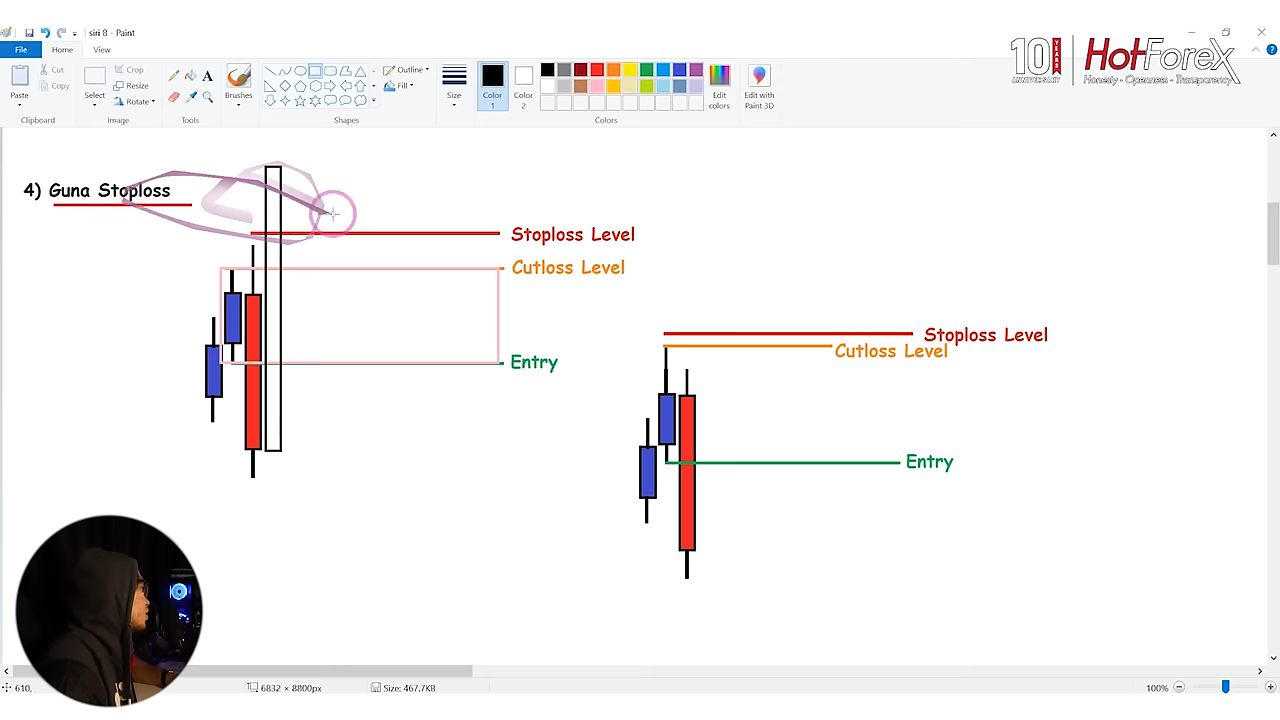 siri 8 - Paint
File Home View
Paste
Cut
Copy
Clipboard
Select
Crop
Resize
Rotate
Image
A
Tools
Brushes
Outline
Fill
Shapes
Size
Color 1
Color 2
Colors
Edit colors
Edit with Paint 3D
10 YEARS
ANNIVERSARY
HotForex
Honesty - Openness - Transparency
4) Guna Stoploss
Stoploss Level
Cutloss Level
Entry
Stoploss Level
Cutloss Level
Entry
610,
6832 × 8800px
Size: 467.7KB
100%